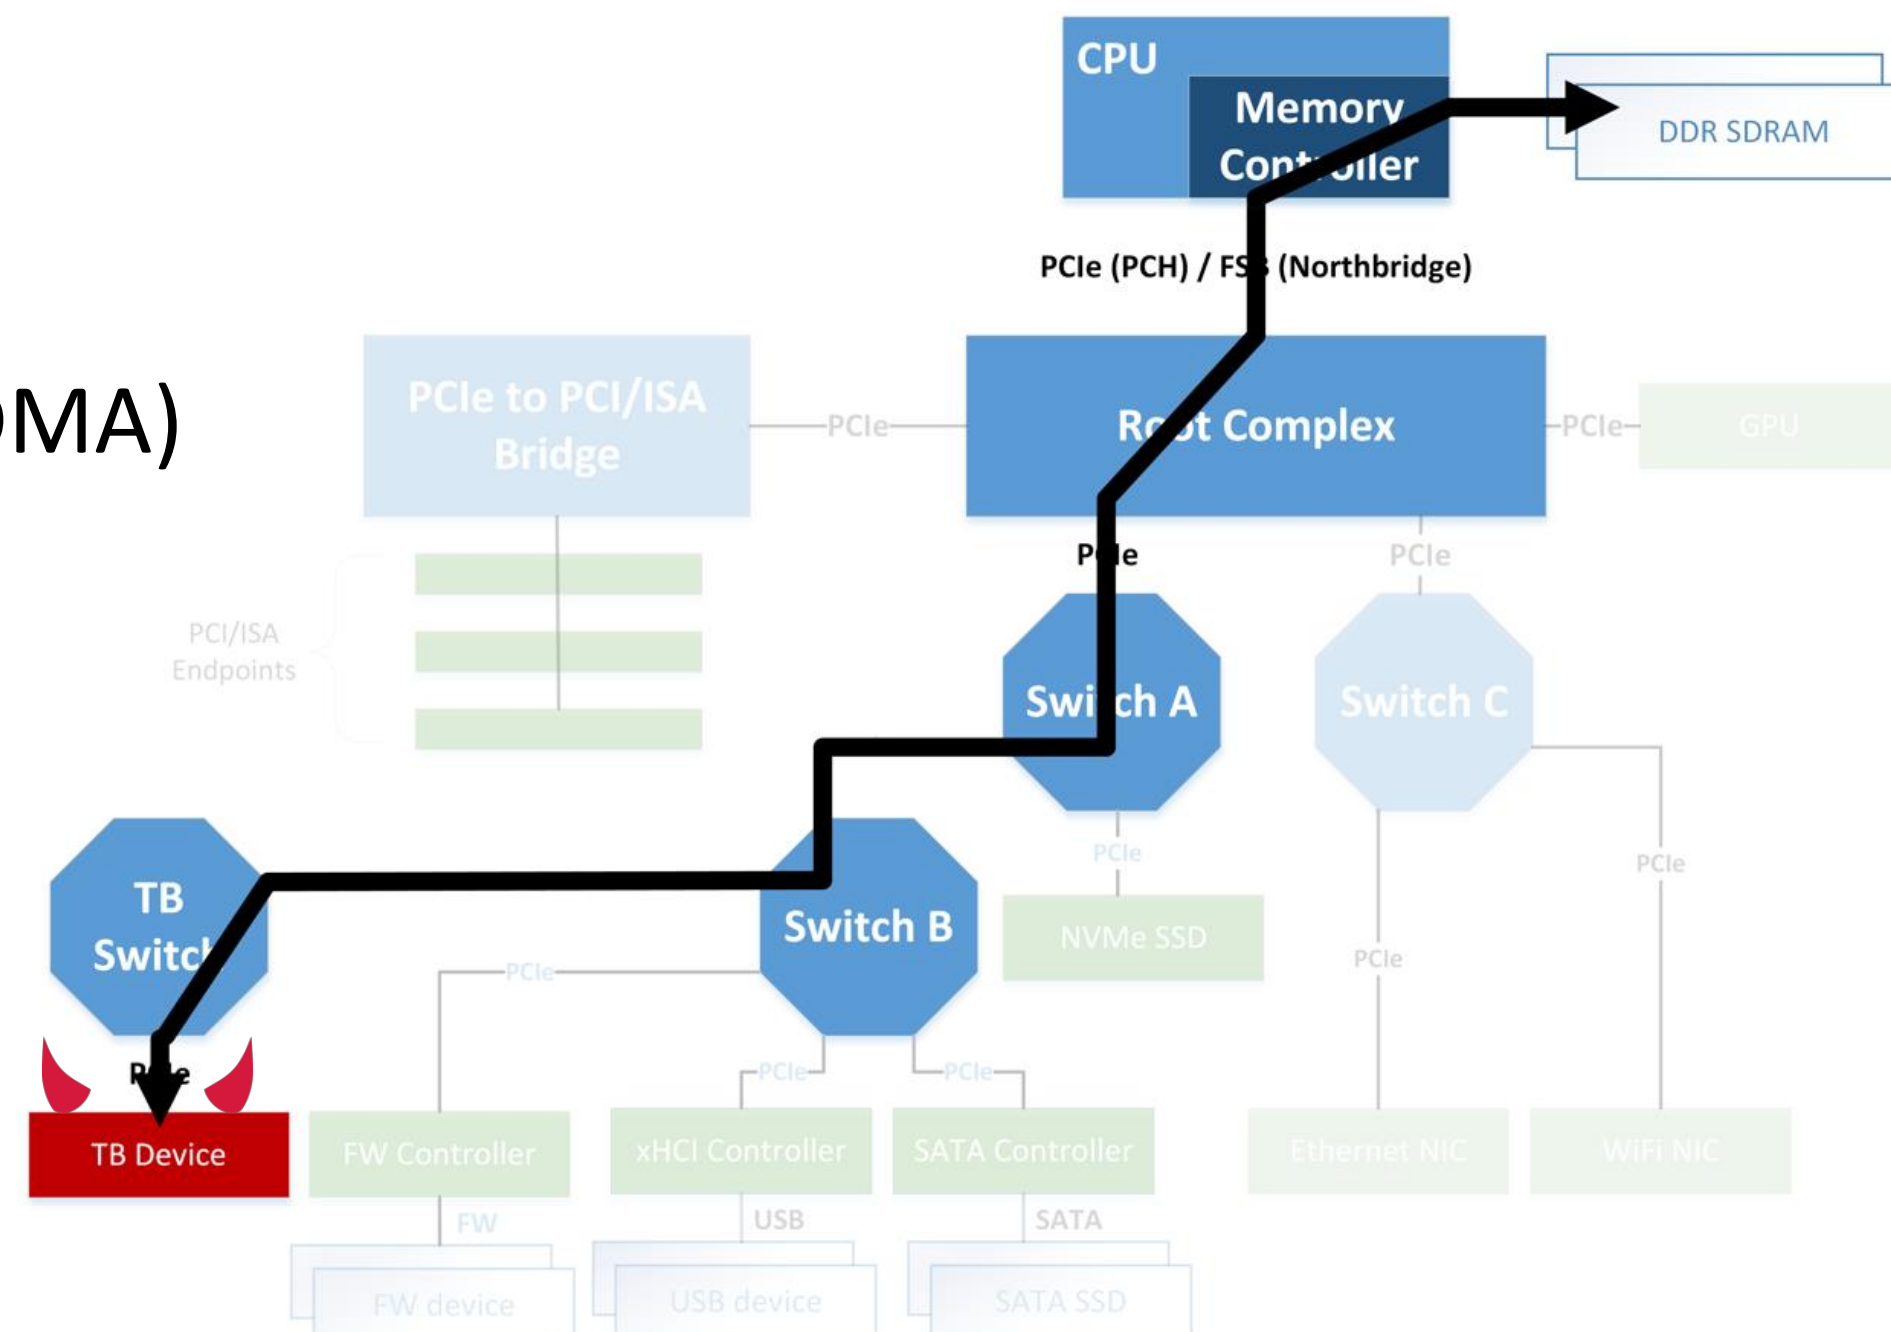 CPU
Memory
Controller
DDR SDRAM
PCIe (PCH) / FSB (Northbridge)
DMA)
PCIe to PCI/ISA
Bridge
PCIe
Root Complex
PCIe
GPU
PCIe
PCIe
PCI/ISA
Endpoints
Switch A
Switch C
PCIe
PCIe
TB
Switch
Switch B
NVMe SSD
PCIe
PCIe
PCIe
PCIe
PCIe
TB Device
FW Controller
xHCI Controller
SATA Controller
Ethernet NIC
WiFi NIC
FW
USB
SATA
FW device
USB device
SATA SSD